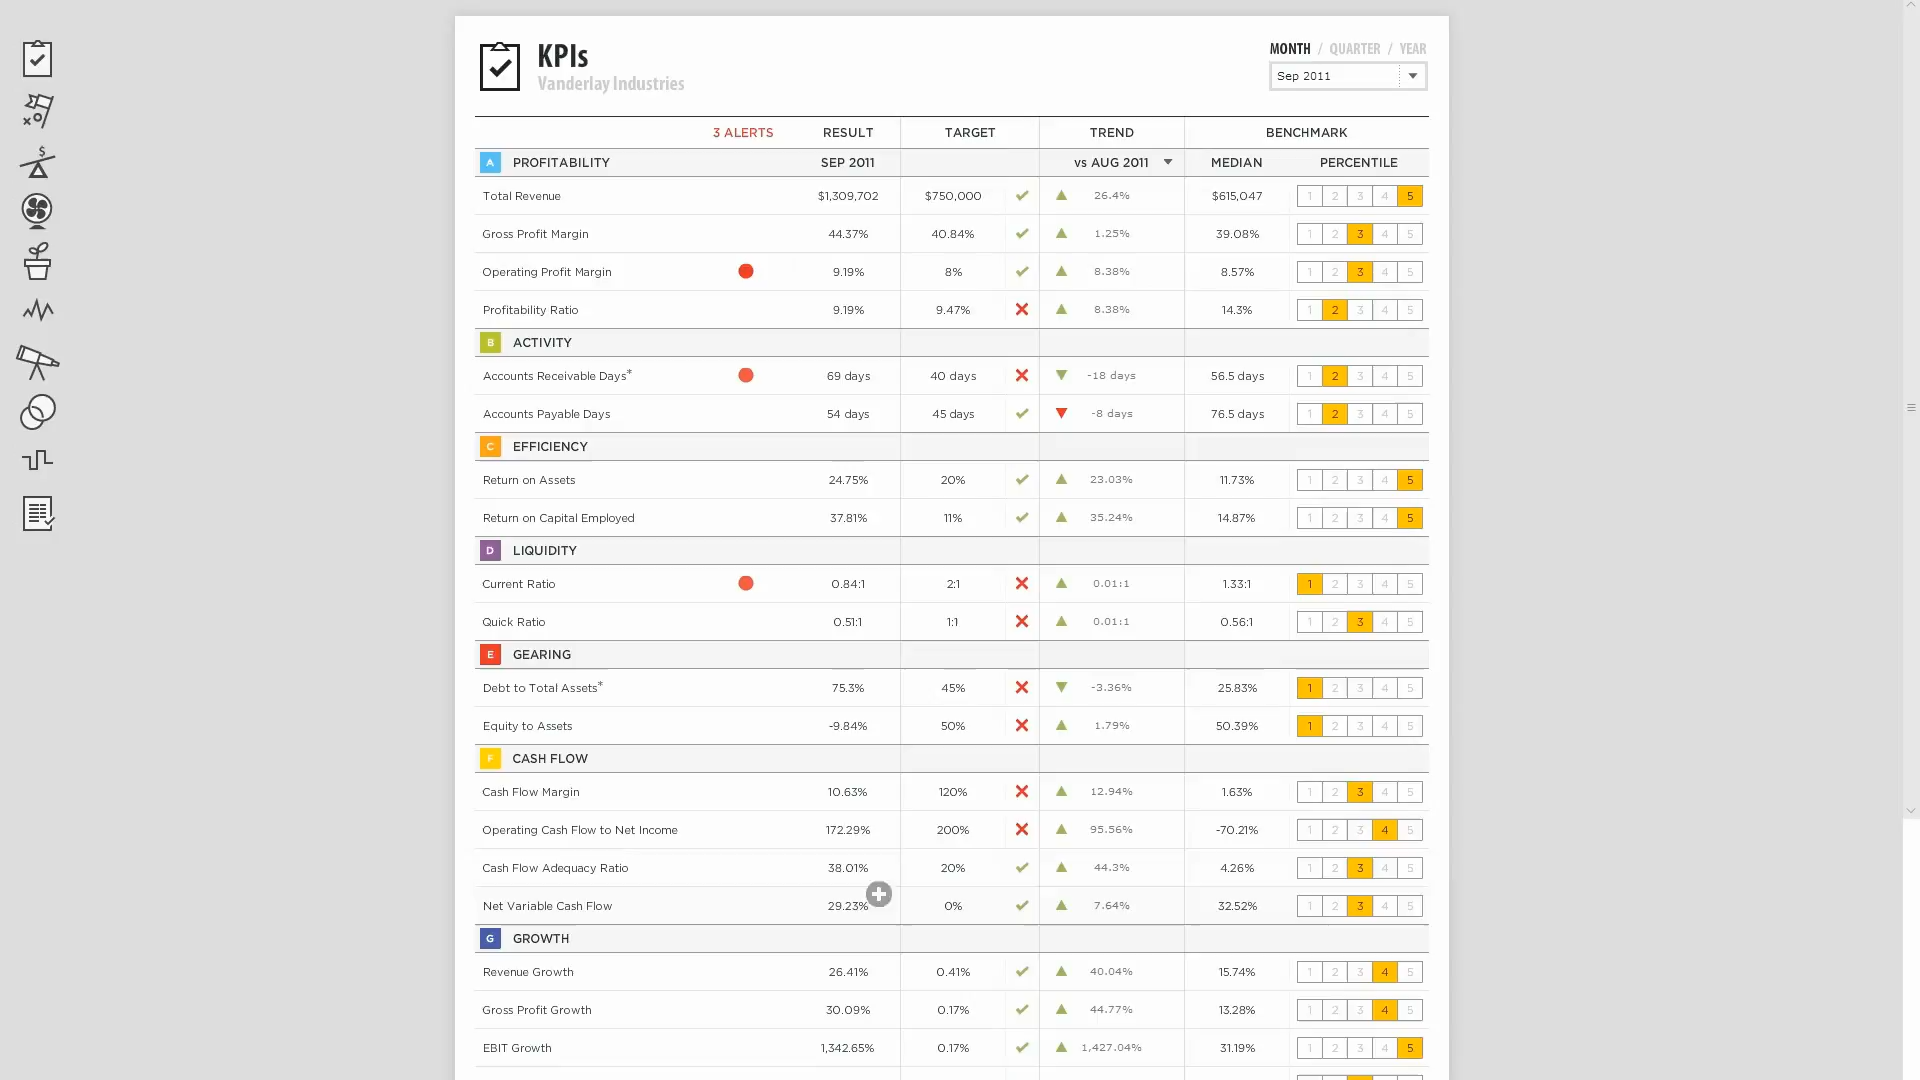 KPIs
Vanderlay Industries
MONTH / QUARTER / YEAR
Sep 2011
3 ALERTS RESULT TARGET TREND BENCHMARK
A PROFITABILITY SEP 2011 vs AUG 2011 MEDIAN PERCENTILE
Total Revenue $1,309,702 $750,000 26.4% $615,047 1 2 3 4 5
Gross Profit Margin 44.37% 40.84% 1.25% 39.08% 1 2 3 4 5
Operating Profit Margin 9.19% 8% 8.38% 8.57% 1 2 3 4 5
Profitability Ratio 9.19% 9.47% 8.38% 14.3% 1 2 3 4 5
B ACTIVITY
Accounts Receivable Days* 69 days 40 days -18 days 56.5 days 1 2 3 4 5
Accounts Payable Days 54 days 45 days -8 days 76.5 days 1 2 3 4 5
C EFFICIENCY
Return on Assets 24.75% 20% 23.03% 11.73% 1 2 3 4 5
Return on Capital Employed 37.81% 11% 35.24% 14.87% 1 2 3 4 5
D LIQUIDITY
Current Ratio 0.84:1 2:1 0.01:1 1.33:1 1 2 3 4 5
Quick Ratio 0.51:1 1:1 0.01:1 0.56:1 1 2 3 4 5
E GEARING
Debt to Total Assets* 75.3% 45% -3.36% 25.83% 1 2 3 4 5
Equity to Assets -9.84% 50% 1.79% 50.39% 1 2 3 4 5
F CASH FLOW
Cash Flow Margin 10.63% 120% 12.94% 1.63% 1 2 3 4 5
Operating Cash Flow to Net Income 172.29% 200% 95.56% -70.21% 1 2 3 4 5
Cash Flow Adequacy Ratio 38.01% 20% 44.3% 4.26% 1 2 3 4 5
Net Variable Cash Flow 29.23% 0% 7.64% 32.52% 1 2 3 4 5
G GROWTH
Revenue Growth 26.41% 0.41% 40.04% 15.74% 1 2 3 4 5
Gross Profit Growth 30.09% 0.17% 44.77% 13.28% 1 2 3 4 5
EBIT Growth 1,342.65% 0.17% 1,427.04% 31.19% 1 2 3 4 5